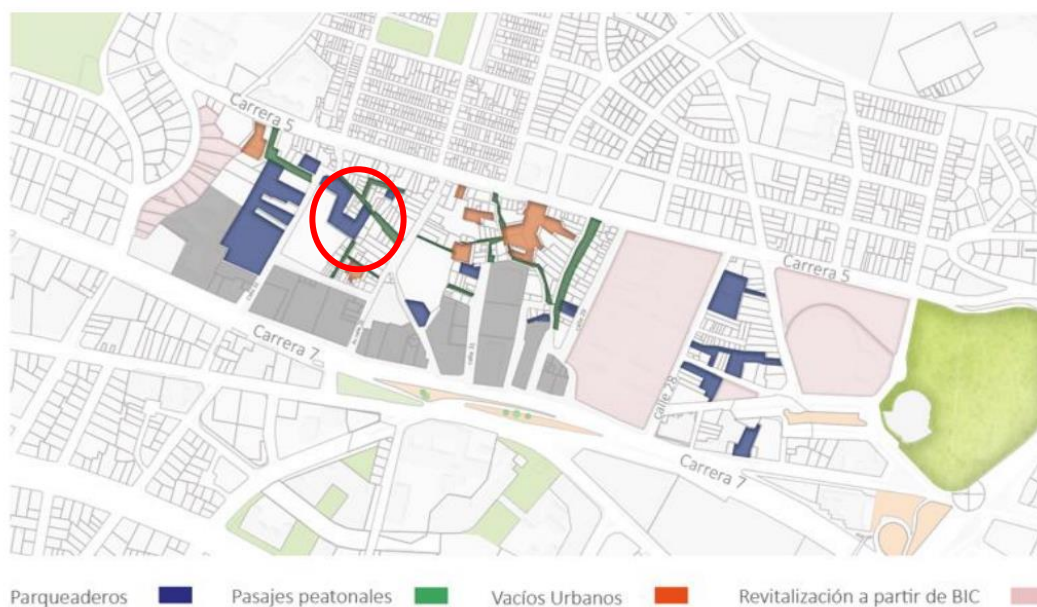 Carrera 5
Carrera 5
Carrera 7
calle 28
Carrera 7
Parqueaderos
Pasajes peatonales
Vacíos Urbanos
Revitalización a partir de BIC